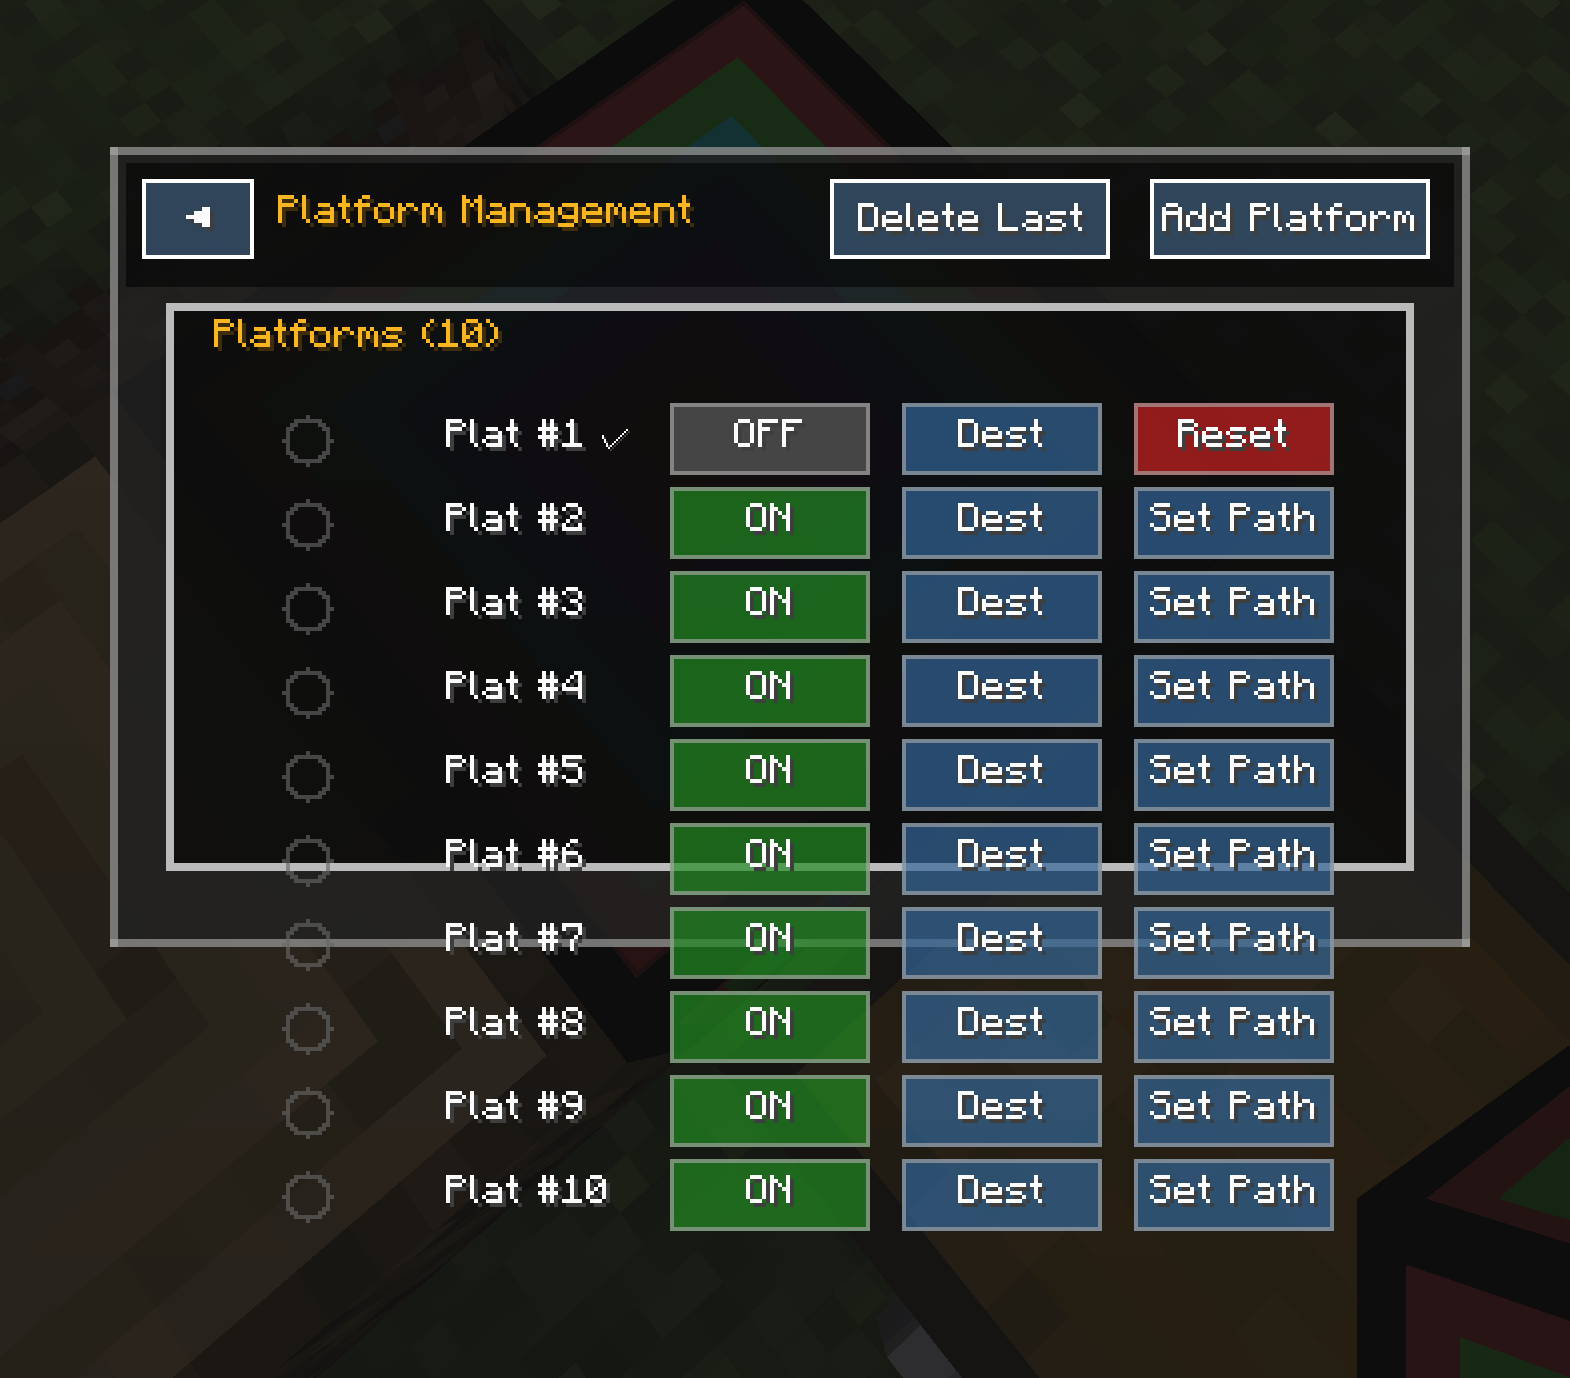 Platform Management Delete Last Add Platform
Platforms (10)
Plat #1 ✓ OFF Dest Reset
Plat #2 ON Dest Set Path
Plat #3 ON Dest Set Path
Plat #4 ON Dest Set Path
Plat #5 ON Dest Set Path
Plat #6 ON Dest Set Path
Plat #7 ON Dest Set Path
Plat #8 ON Dest Set Path
Plat #9 ON Dest Set Path
Plat #10 ON Dest Set Path